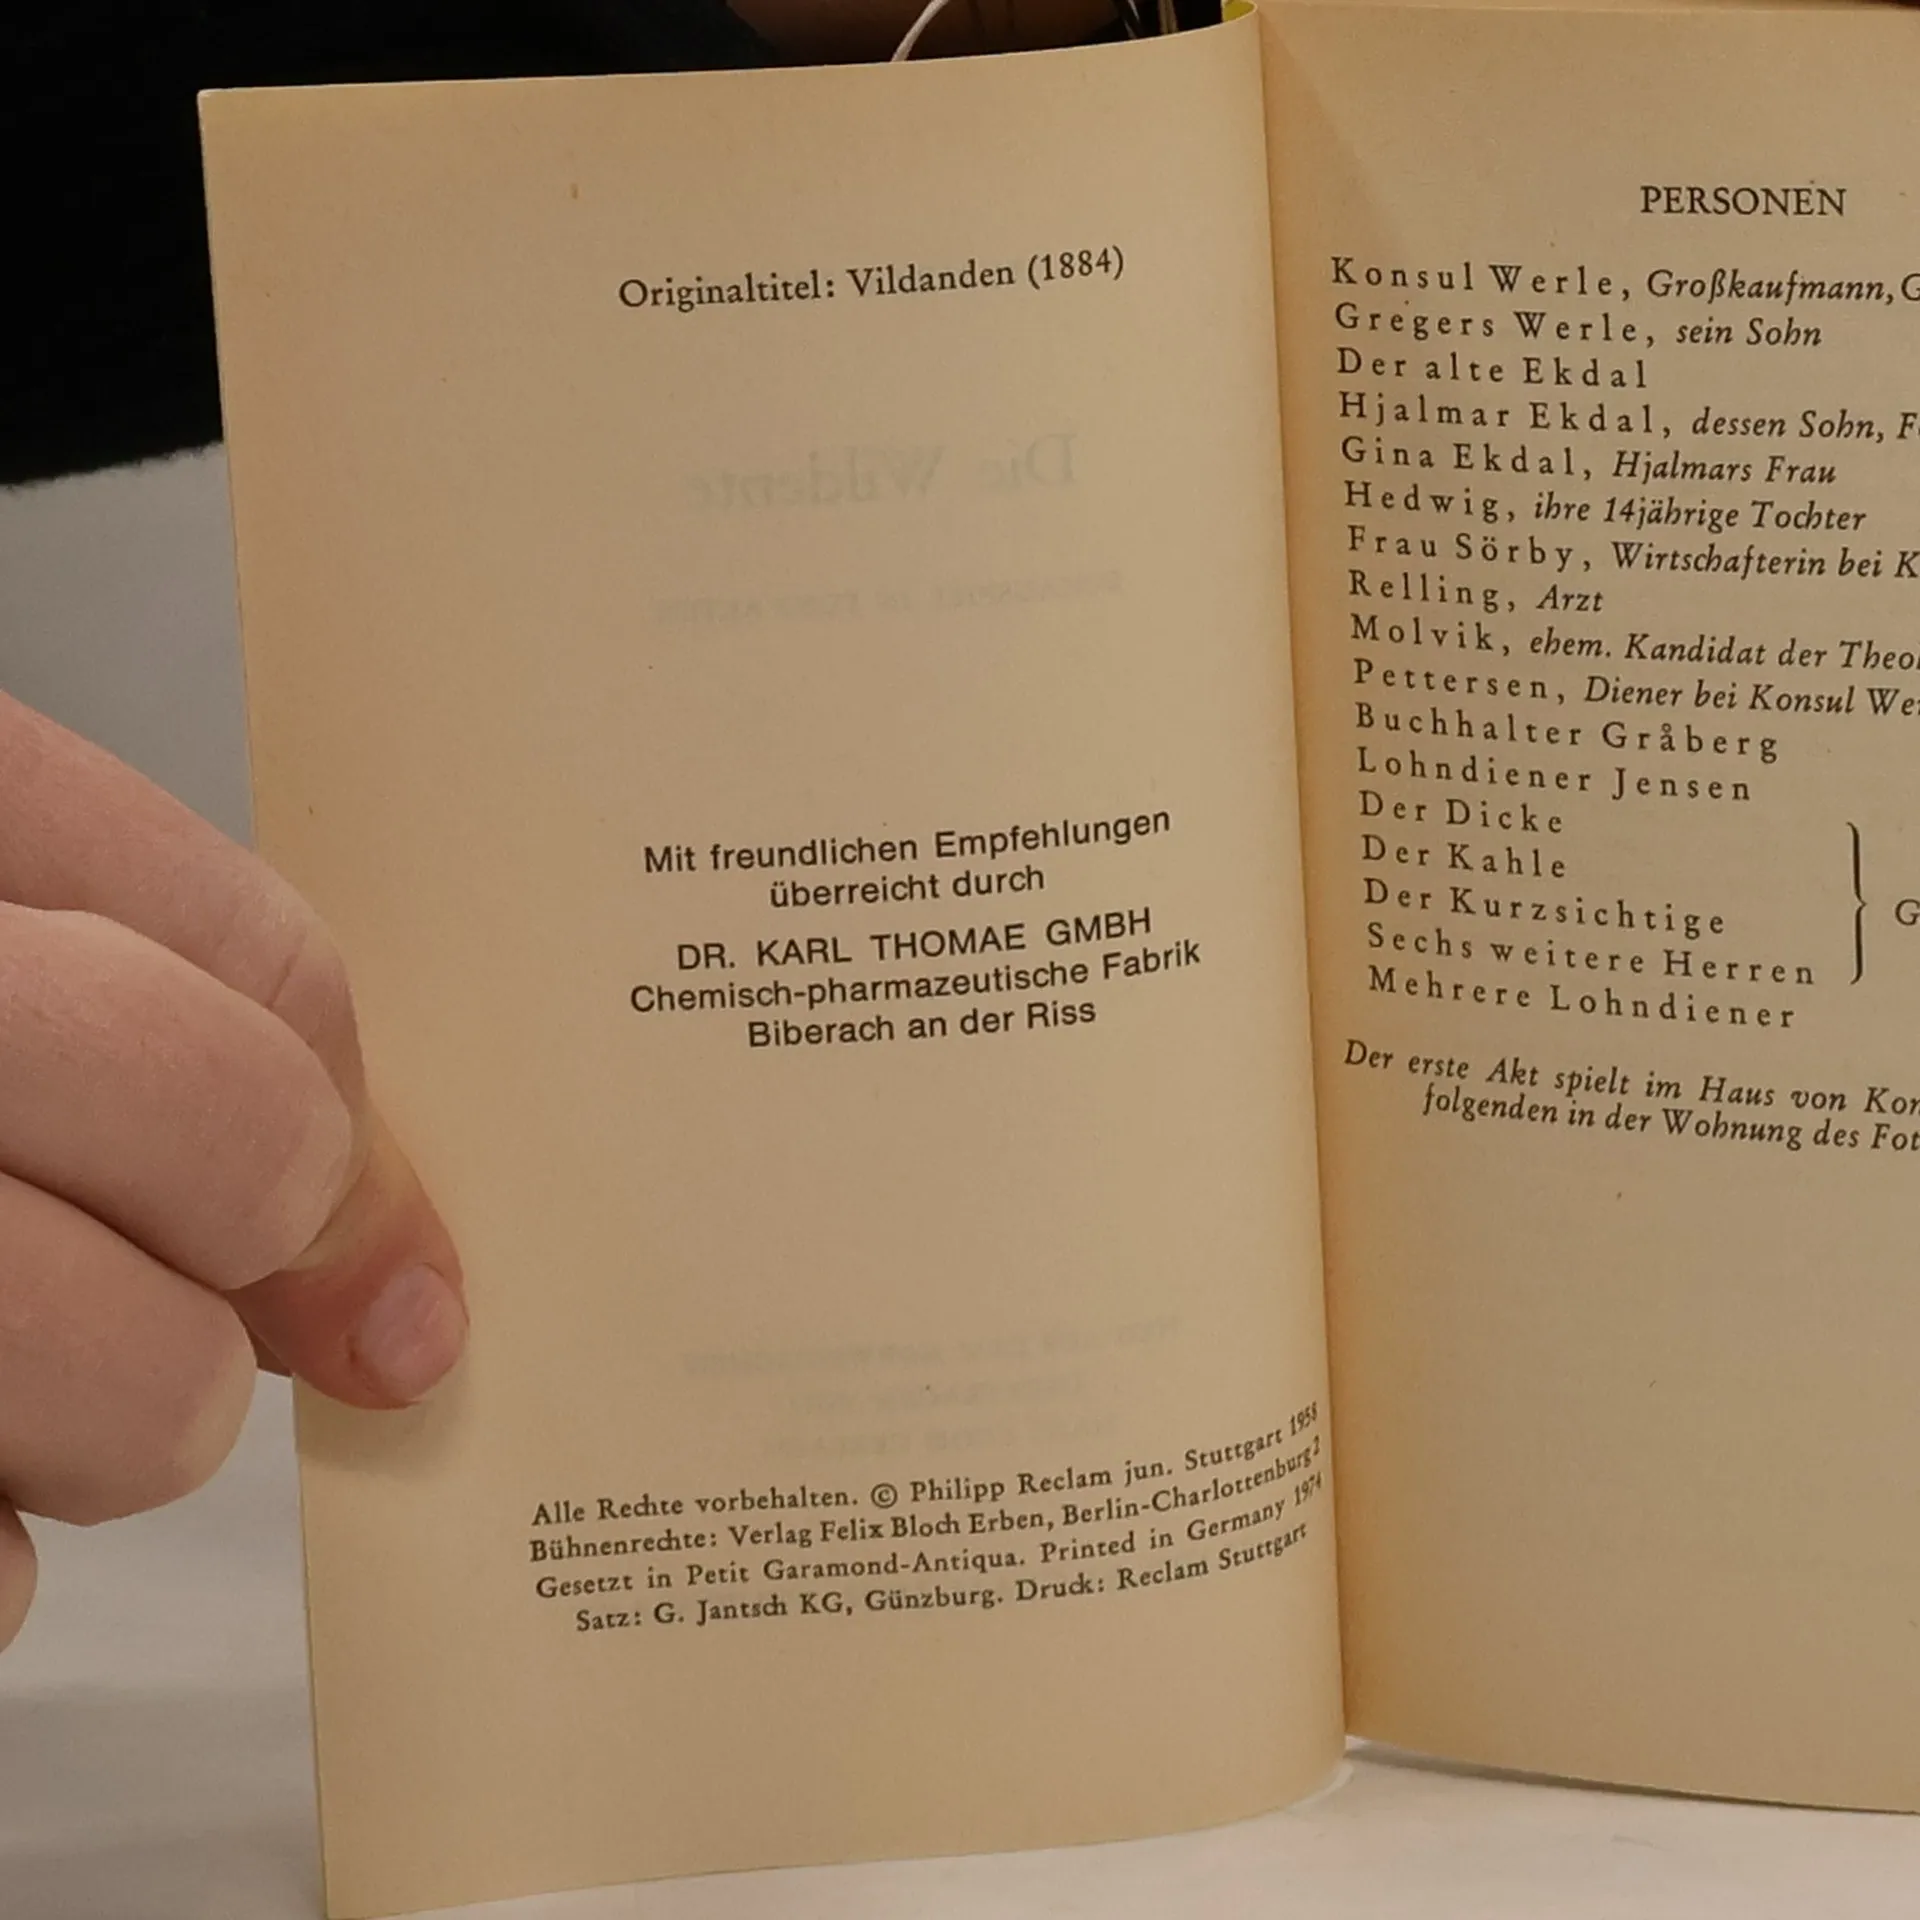 Originaltitel: Vildanden (1884)
Die Wildente
Mit freundlichen Empfehlungen
überreicht durch
DR. KARL THOMAE GMBH
Chemisch-pharmazeutische Fabrik
Biberach an der Riss
Alle Rechte vorbehalten. © Philipp Reclam jun. Stuttgart 1958
Bühnenrechte: Verlag Felix Bloch Erben, Berlin-Charlottenburg 2
Gesetzt in Petit Garamond-Antiqua. Printed in Germany 1974
Satz: G. Jantsch KG, Günzburg. Druck: Reclam Stuttgart
PERSONEN
Konsul Werle, Großkaufmann, G
Gregers Werle, sein Sohn
Der alte Ekdal
Hjalmar Ekdal, dessen Sohn, F
Gina Ekdal, Hjalmars Frau
Hedwig, ihre 14jährige Tochter
Frau Sörby, Wirtschafterin bei K
Relling, Arzt
Molvik, ehem. Kandidat der Theol
Pettersen, Diener bei Konsul Wer
Buchhalter Gråberg
Lohndiener Jensen
Der Dicke
Der Kahle
Der Kurzsichtige
Sechs weitere Herren
G
Mehrere Lohndiener
Der erste Akt spielt im Haus von Kon
folgenden in der Wohnung des Fot